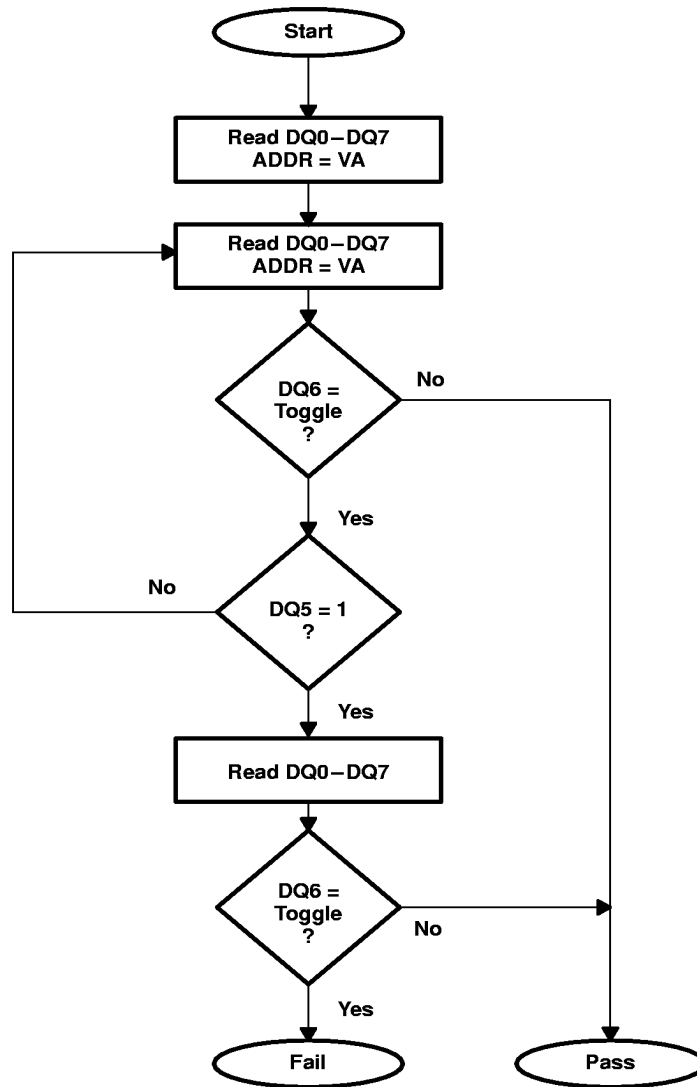 Start
Read DQ0–DQ7
ADDR = VA
Read DQ0–DQ7
ADDR = VA
DQ6 =
Toggle
?
No
Yes
DQ5 = 1
?
No
Yes
Read DQ0–DQ7
DQ6 =
Toggle
?
No
Yes
Fail
Pass